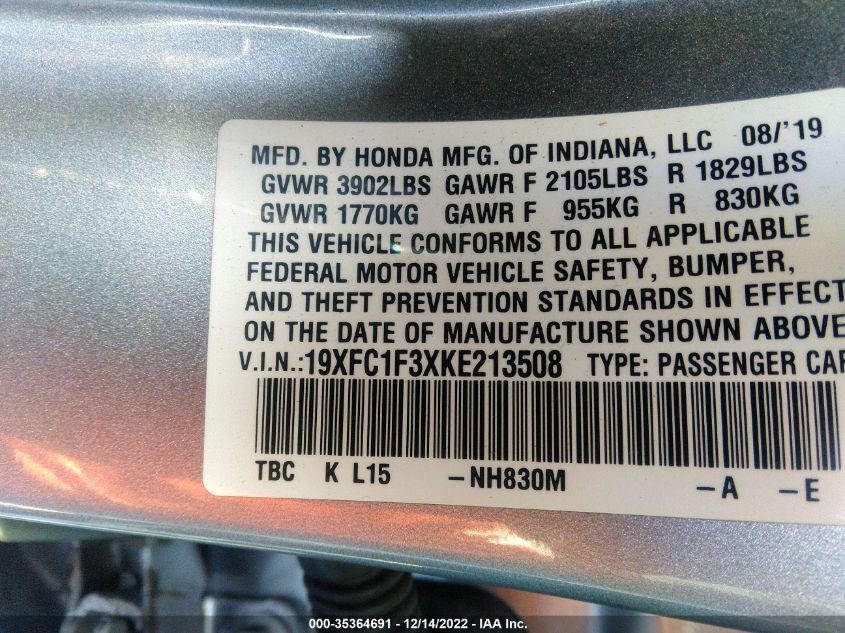 MFD. BY HONDA MFG. OF INDIANA, LLC 08/'19
GVWR 3902LBS GAWR F 2105LBS R 1829LBS
GVWR 1770KG GAWR F 955KG R 830KG
THIS VEHICLE CONFORMS TO ALL APPLICABLE
FEDERAL MOTOR VEHICLE SAFETY, BUMPER,
AND THEFT PREVENTION STANDARDS IN EFFECT
ON THE DATE OF MANUFACTURE SHOWN ABOVE
V.I.N.:19XFC1F3XKE213508 TYPE: PASSENGER CAR
TBC K L15 -NH830M -A -E
000-35364691 - 12/14/2022 - IAA Inc.